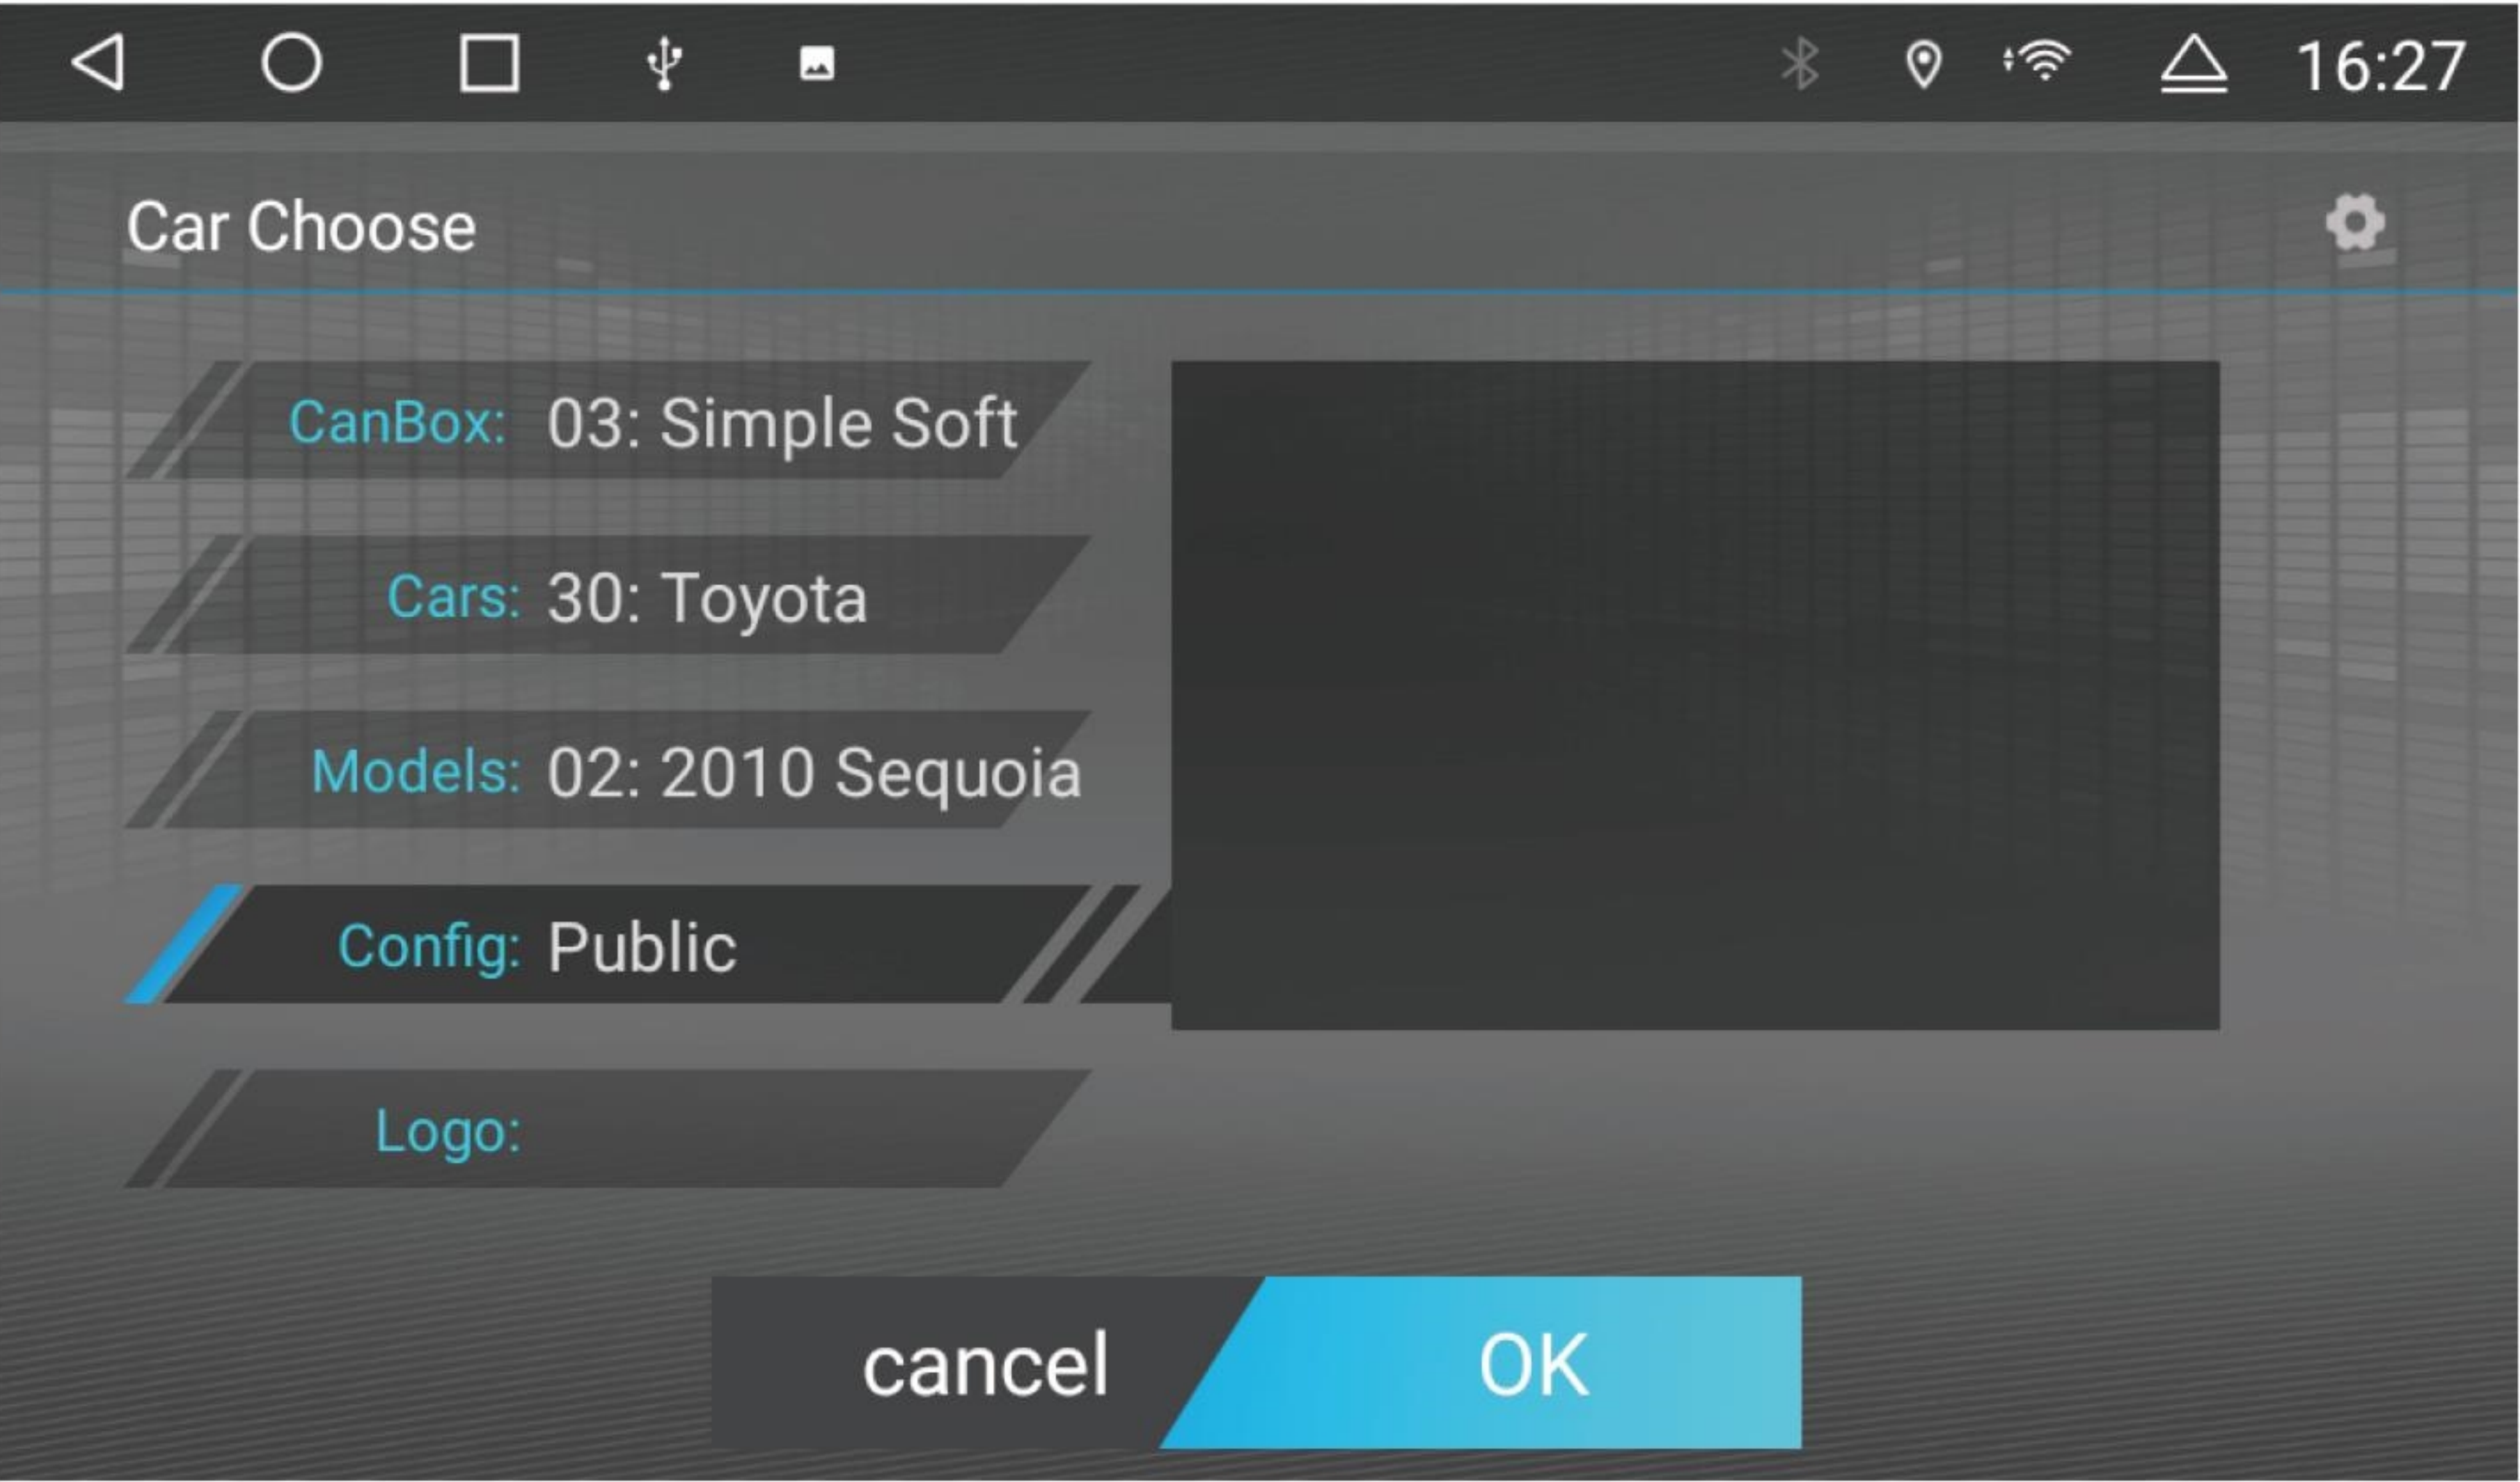 16:27
Car Choose
CanBox: 03: Simple Soft
Cars: 30: Toyota
Models: 02: 2010 Sequoia
Config: Public
Logo:
cancel OK